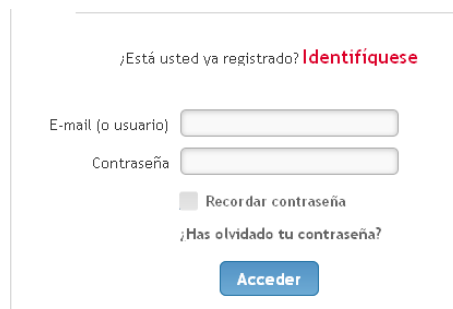 ¿Está usted ya registrado? Identifíquese
E-mail (o usuario)
Contraseña
Recordar contraseña
¿Has olvidado tu contraseña?
Acceder